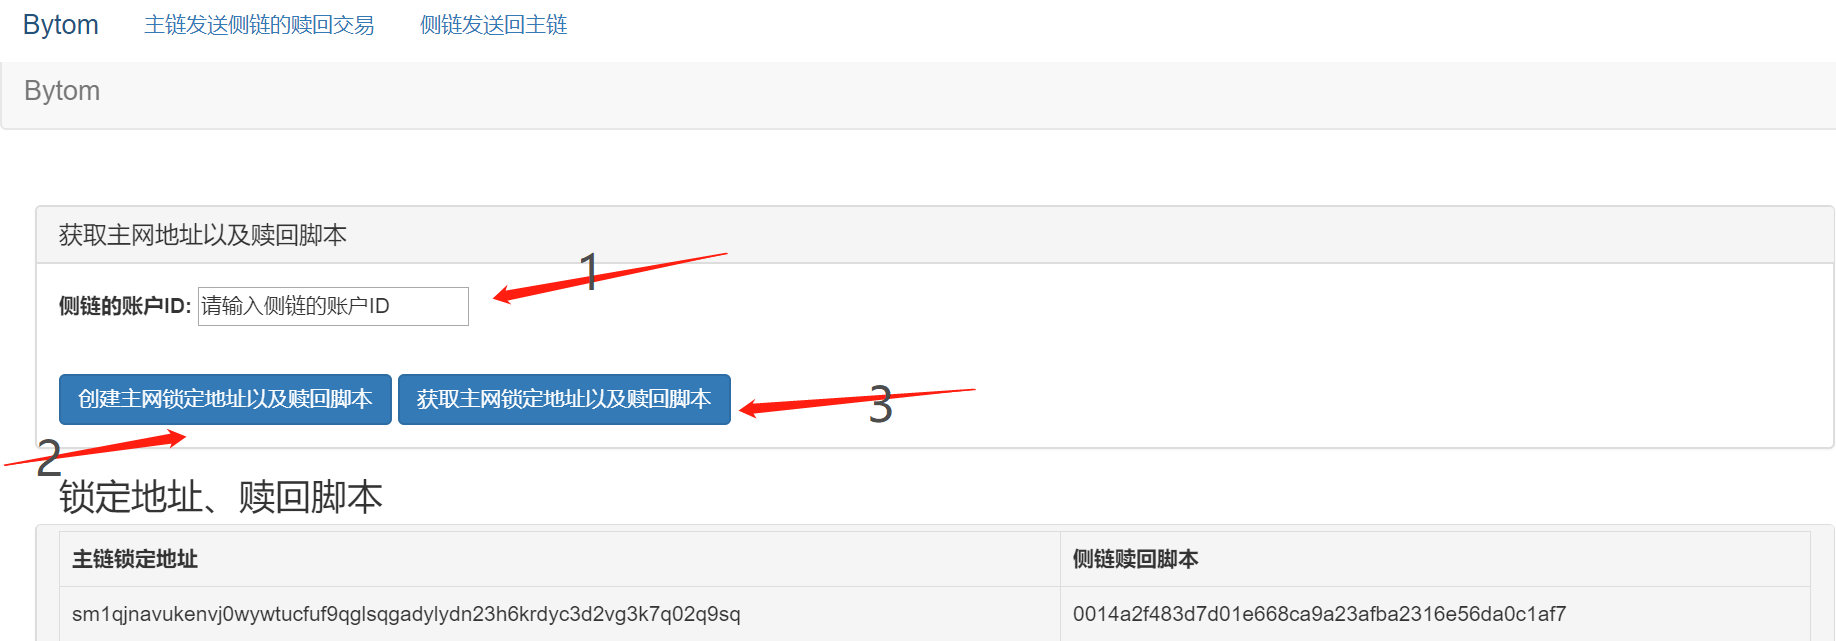 Bytom 主链发送侧链的赎回交易 侧链发送回主链
Bytom
获取主网地址以及赎回脚本
1
侧链的账户ID: 请输入侧链的账户ID
创建主网锁定地址以及赎回脚本 获取主网锁定地址以及赎回脚本
3
2
锁定地址、赎回脚本
主链锁定地址 侧链赎回脚本
sm1qjnavukenvj0wywtucfuf9qglsqgadylydn23h6krdyc3d2vg3k7q02q9sq 0014a2f483d7d01e668ca9a23afba2316e56da0c1af7